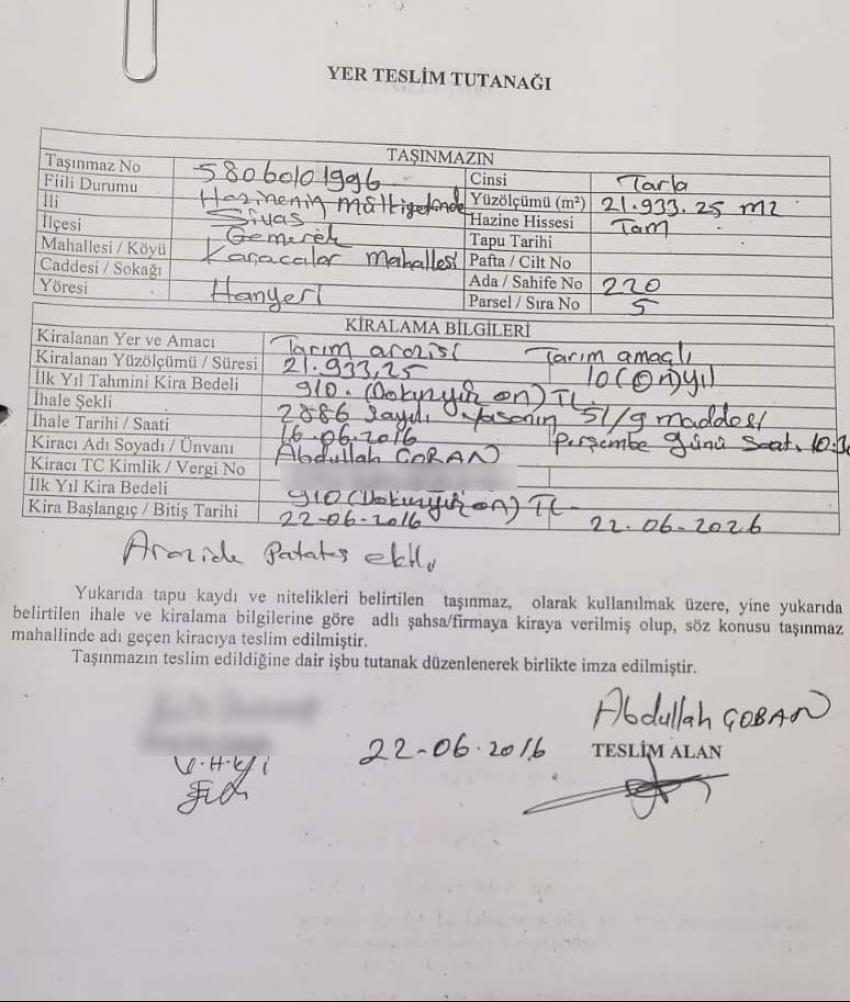 YER TESLİM TUTANAĞI
TAŞINMAZIN
Taşınmaz No 58060101996 Cinsi Tarla
Fiili Durumu Hazinenin Mülkiyetinde Yüzölçümü (m²) 21.933.25 m2
İli Sivas Hazine Hissesi Tam
İlçesi Gemerek Tapu Tarihi
Mahallesi / Köyü Karacalar Mahallesi Pafta / Cilt No
Caddesi / Sokağı Ada / Sahife No 220
Yöresi Hanyeri Parsel / Sıra No 5
KİRALAMA BİLGİLERİ
Kiralanan Yer ve Amacı Tarım arazisi Tarım amaçlı
Kiralanan Yüzölçümü / Süresi 21.933,25 10 (on) yıl
İlk Yıl Tahmini Kira Bedeli 910.(Dokuzyüz on) TL.
İhale Şekli 2886 Sayılı Yasanın 51/g maddesi
İhale Tarihi / Saati 16.06.2016 Perşembe Günü Saat. 10:30
Kiracı Adı Soyadı / Ünvanı Abdullah ÇOBAN
Kiracı TC Kimlik / Vergi No
İlk Yıl Kira Bedeli 910 (Dokuzyüz on) TL
Kira Başlangıç / Bitiş Tarihi 22-06-2016 22.06.2026
Arazide Patates ekili
Yukarıda tapu kaydı ve nitelikleri belirtilen taşınmaz, olarak kullanılmak üzere, yine yukarıda
belirtilen ihale ve kiralama bilgilerine göre adlı şahsa/firmaya kiraya verilmiş olup, söz konusu taşınmaz
mahallinde adı geçen kiracıya teslim edilmiştir.
Taşınmazın teslim edildiğine dair işbu tutanak düzenlenerek birlikte imza edilmiştir.
Abdullah ÇOBAN
22-06.2016 TESLİM ALAN